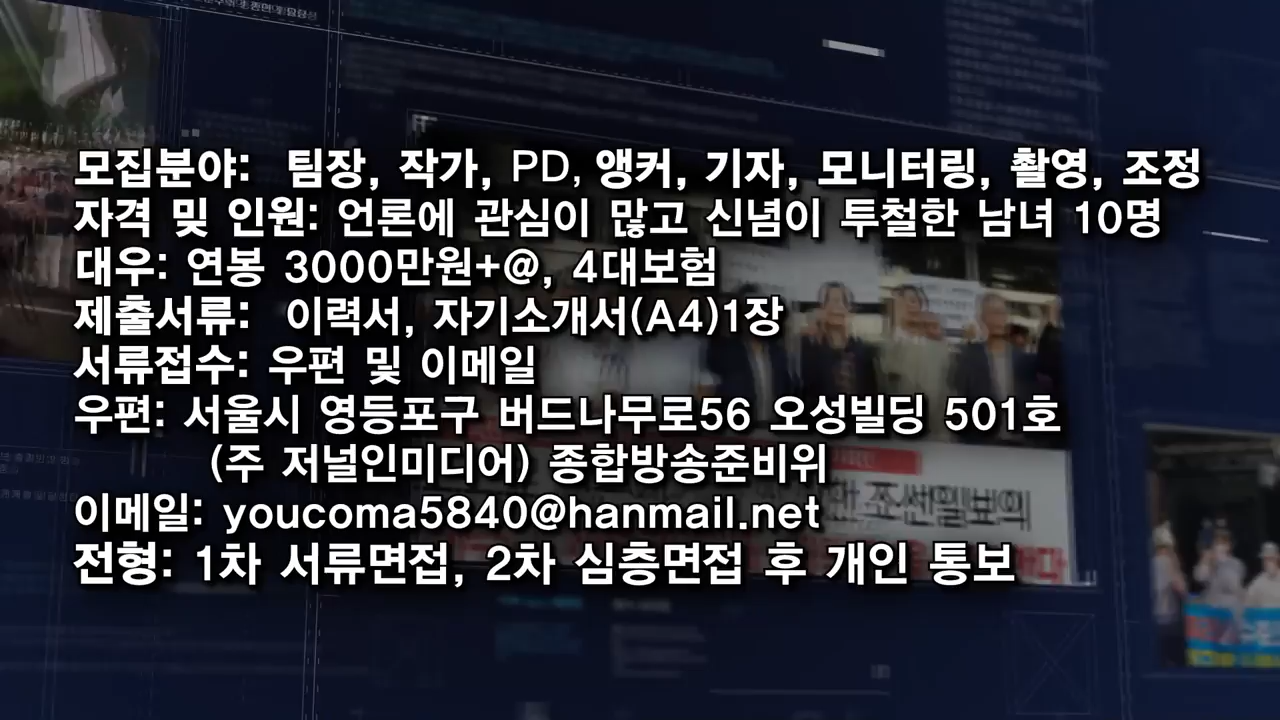 모집분야: 팀장, 작가, PD, 앵커, 기자, 모니터링, 촬영, 조정
자격 및 인원: 언론에 관심이 많고 신념이 투철한 남녀 10명
대우: 연봉 3000만원+@, 4대보험
제출서류: 이력서, 자기소개서(A4)1장
서류접수: 우편 및 이메일
우편: 서울시 영등포구 버드나무로56 오성빌딩 501호
(주 저널인미디어) 종합방송준비위
이메일: youcoma5840@hanmail.net
전형: 1차 서류면접, 2차 심층면접 후 개인 통보
조선일보의